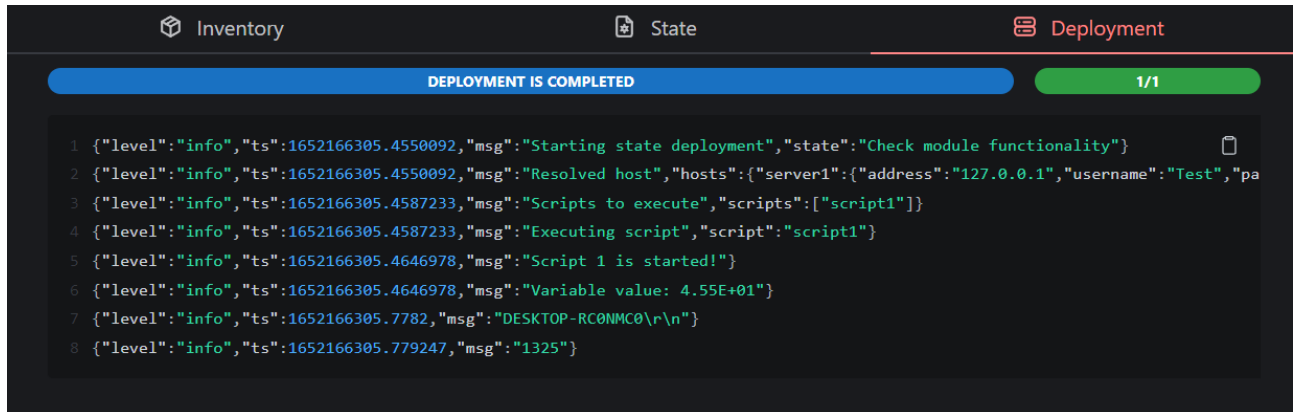 Inventory State Deployment
DEPLOYMENT IS COMPLETED 1/1
1 {"level":"info","ts":1652166305.4550092,"msg":"Starting state deployment","state":"Check module functionality"}
2 {"level":"info","ts":1652166305.4550092,"msg":"Resolved host","hosts":{"server1":{"address":"127.0.0.1","username":"Test","pa
3 {"level":"info","ts":1652166305.4587233,"msg":"Scripts to execute","scripts":["script1"]}
4 {"level":"info","ts":1652166305.4587233,"msg":"Executing script","script":"script1"}
5 {"level":"info","ts":1652166305.4646978,"msg":"Script 1 is started!"}
6 {"level":"info","ts":1652166305.4646978,"msg":"Variable value: 4.55E+01"}
7 {"level":"info","ts":1652166305.7782,"msg":"DESKTOP-RC0NMC0\r\n"}
8 {"level":"info","ts":1652166305.779247,"msg":"1325"}